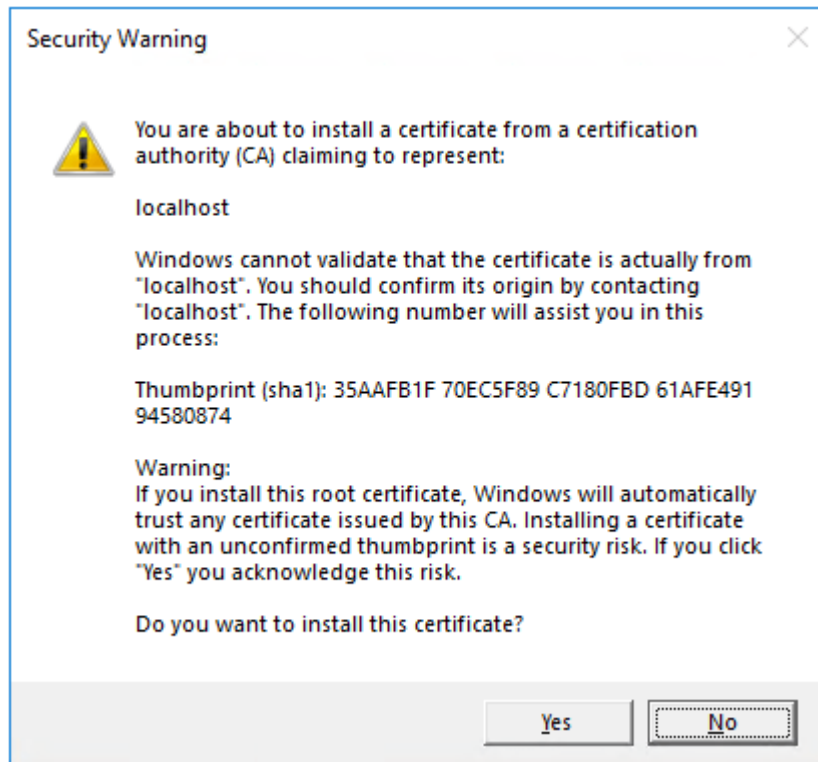 Security Warning
You are about to install a certificate from a certification
authority (CA) claiming to represent:
localhost
Windows cannot validate that the certificate is actually from
"localhost". You should confirm its origin by contacting
"localhost". The following number will assist you in this
process:
Thumbprint (sha1): 35AAFB1F 70EC5F89 C7180FBD 61AFE491
94580874
Warning:
If you install this root certificate, Windows will automatically
trust any certificate issued by this CA. Installing a certificate
with an unconfirmed thumbprint is a security risk. If you click
"Yes" you acknowledge this risk.
Do you want to install this certificate?
Yes
No